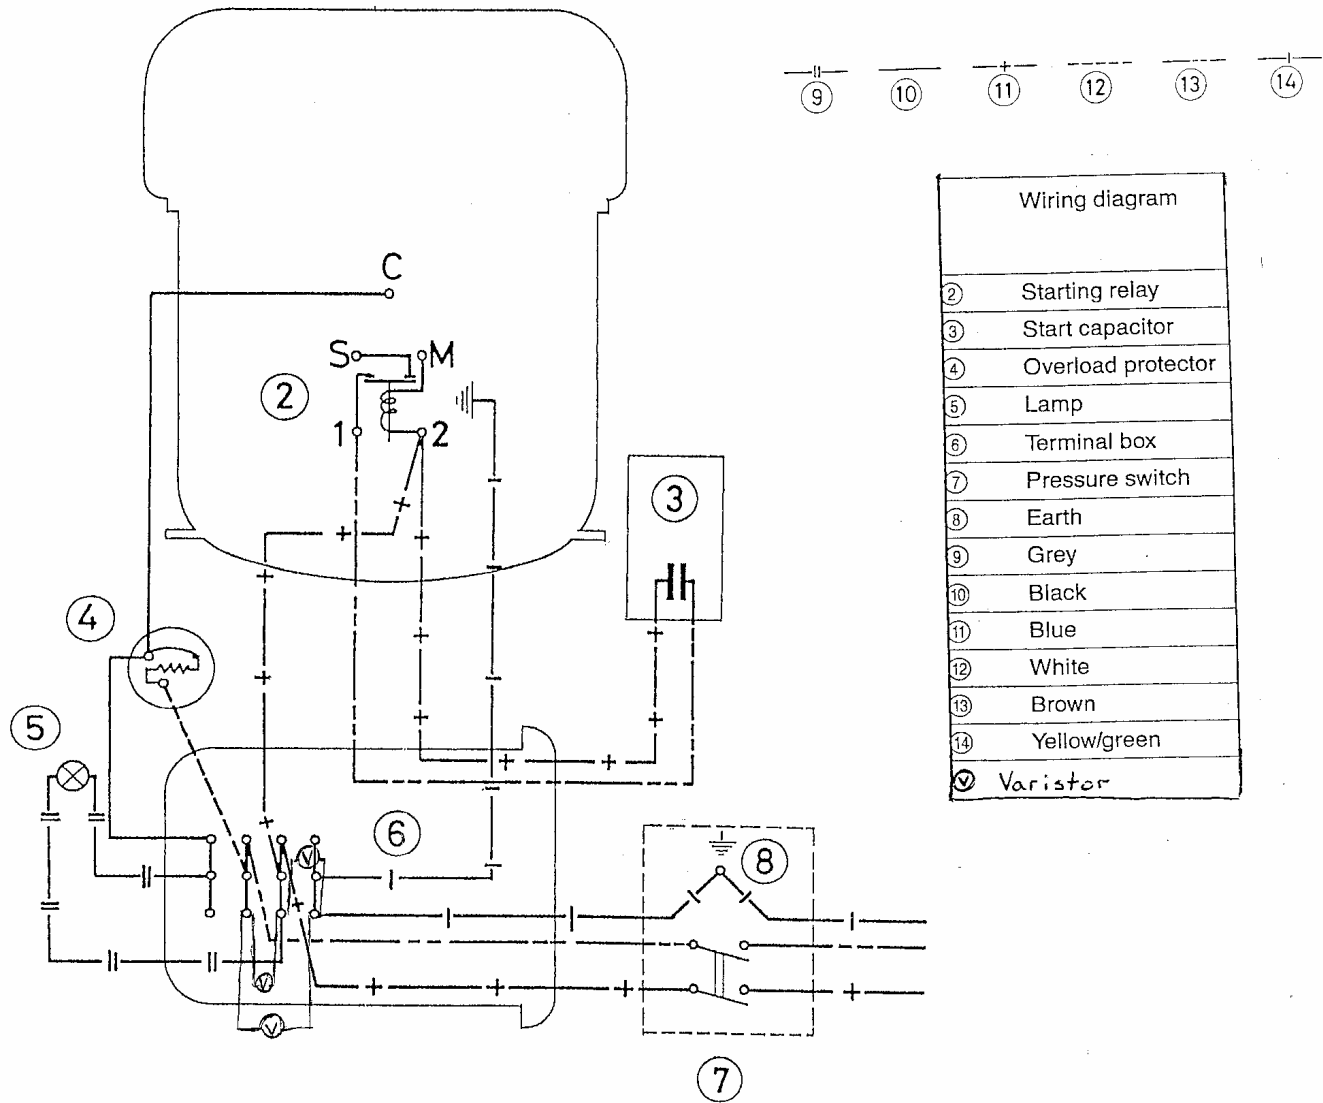 9 10 11 12 13 14
Wiring diagram
2 Starting relay
3 Start capacitor
4 Overload protector
5 Lamp
6 Terminal box
7 Pressure switch
8 Earth
9 Grey
10 Black
11 Blue
12 White
13 Brown
14 Yellow/green
V Varistor
C
S M
2
1 2
3
4
5
6
V
8
V
V
7